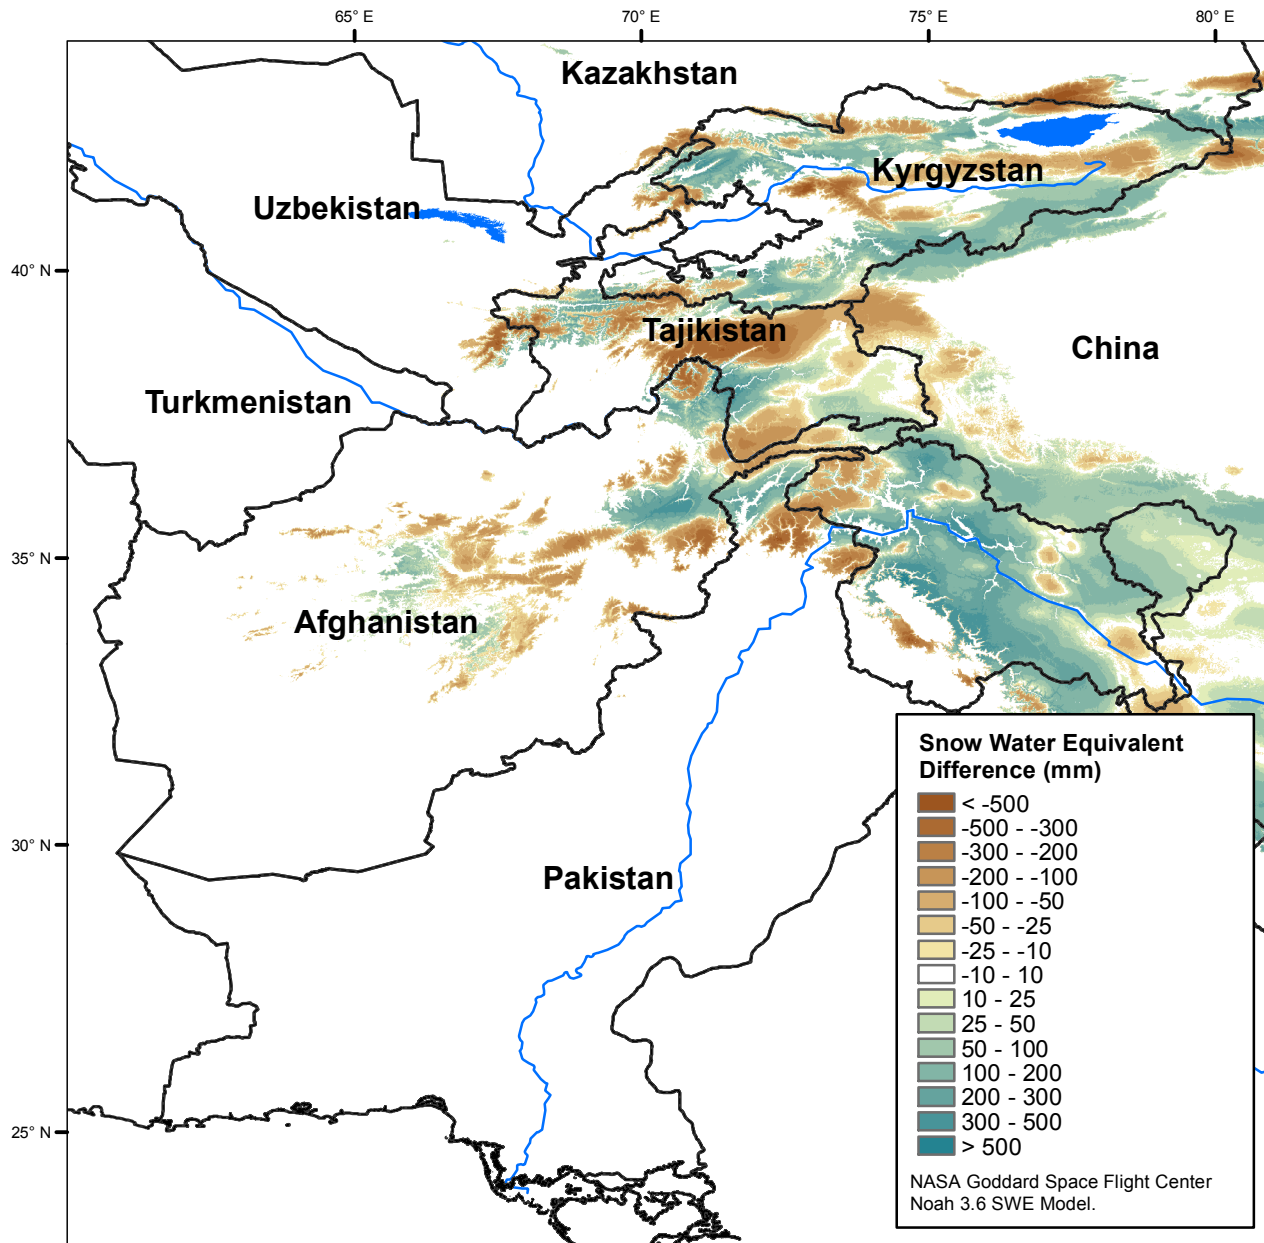 65° E
70° E
75° E
80° E
Kazakhstan
Kyrgyzstan
Uzbekistan
40° N
Tajikistan
China
Turkmenistan
35° N
Afghanistan
Snow Water Equivalent
Difference (mm)
< -500
-500 - -300
-300 - -200
-200 - -100
-100 - -50
-50 - -25
-25 - -10
-10 - 10
10 - 25
25 - 50
50 - 100
100 - 200
200 - 300
300 - 500
> 500
NASA Goddard Space Flight Center
Noah 3.6 SWE Model.
30° N
Pakistan
25° N